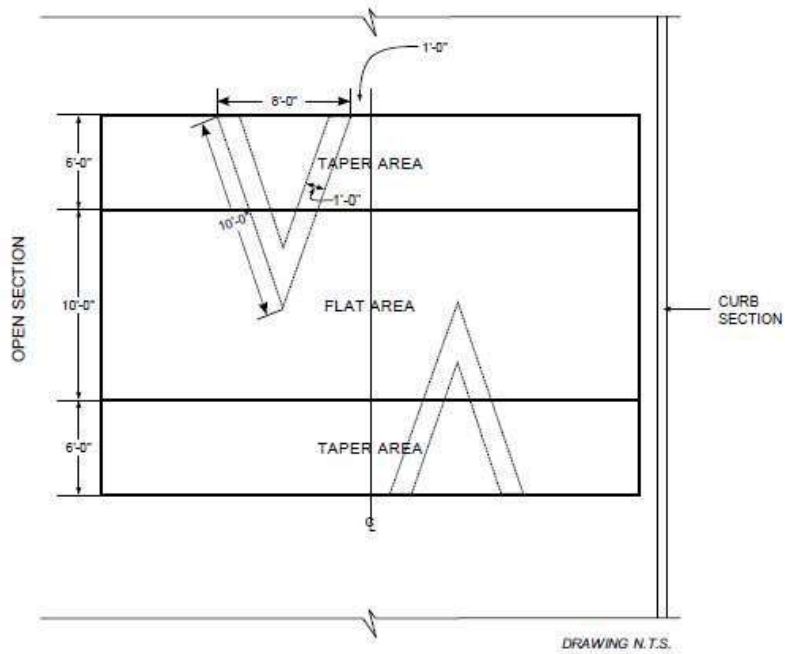 1'-0"
8'-0"
6'-0"
TAPER AREA
1'-0"
10'-0"
OPEN SECTION
10'-0"
FLAT AREA
CURB
SECTION
6'-0"
TAPER AREA
℄
DRAWING N.T.S.